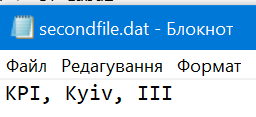 secondfile.dat - Блокнот
Файл Редагування Формат
KPI, Kyiv, III